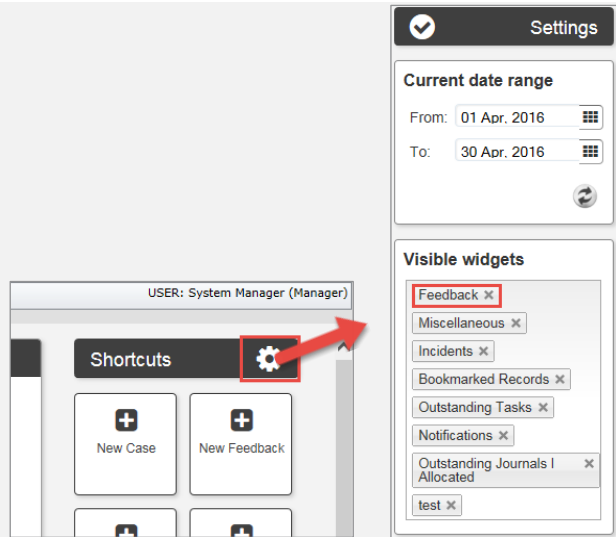 Settings
Current date range
From: 01 Apr. 2016
To: 30 Apr. 2016
Visible widgets
Feedback
Miscellaneous
Incidents
Bookmarked Records
Outstanding Tasks
Notifications
Outstanding Journals I
Allocated
test
USER: System Manager (Manager)
Shortcuts
New Case
New Feedback